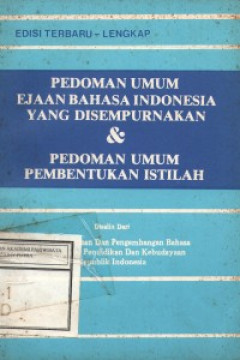 EDISI TERBARU – LENGKAP
PEDOMAN UMUM
EJAAN BAHASA INDONESIA
YANG DISEMPURNAKAN
&
PEDOMAN UMUM
PEMBENTUKAN ISTILAH
Disalin Dari
Dan Pengembangan Bahasa
Pendidikan Dan Kebudayaan
Indonesia